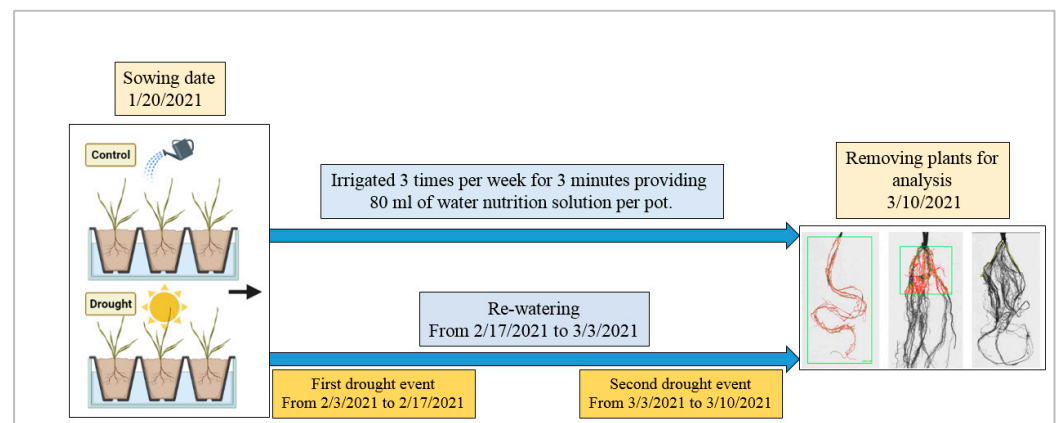 Sowing date
1/20/2021
Control
Drought
Irrigated 3 times per week for 3 minutes providing
80 ml of water nutrition solution per pot.
Re-watering
From 2/17/2021 to 3/3/2021
First drought event
From 2/3/2021 to 2/17/2021
Second drought event
From 3/3/2021 to 3/10/2021
Removing plants for
analysis
3/10/2021